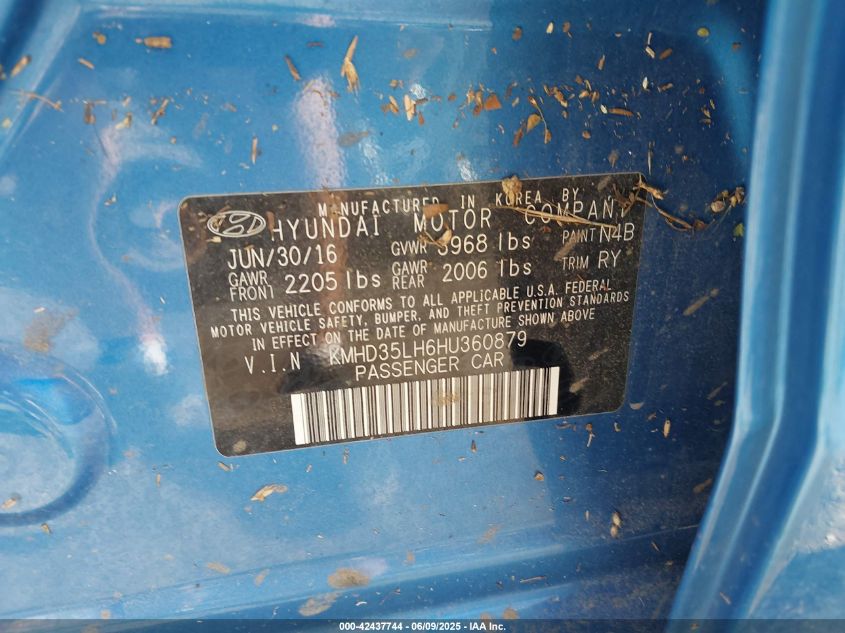 MANUFACTURED IN KOREA BY
HYUNDAI MOTOR COMPANY
JUN/30/16 GVWR 3968 lbs PAINT N4B
GAWR FRONT 2205 lbs GAWR REAR 2006 lbs TRIM RY
THIS VEHICLE CONFORMS TO ALL APPLICABLE U.S.A. FEDERAL
MOTOR VEHICLE SAFETY, BUMPER, AND THEFT PREVENTION STANDARDS
IN EFFECT ON THE DATE OF MANUFACTURE SHOWN ABOVE
V.I.N KMHD35LH6HU360879
PASSENGER CAR
000-42437744 - 06/09/2025 - IAA Inc.